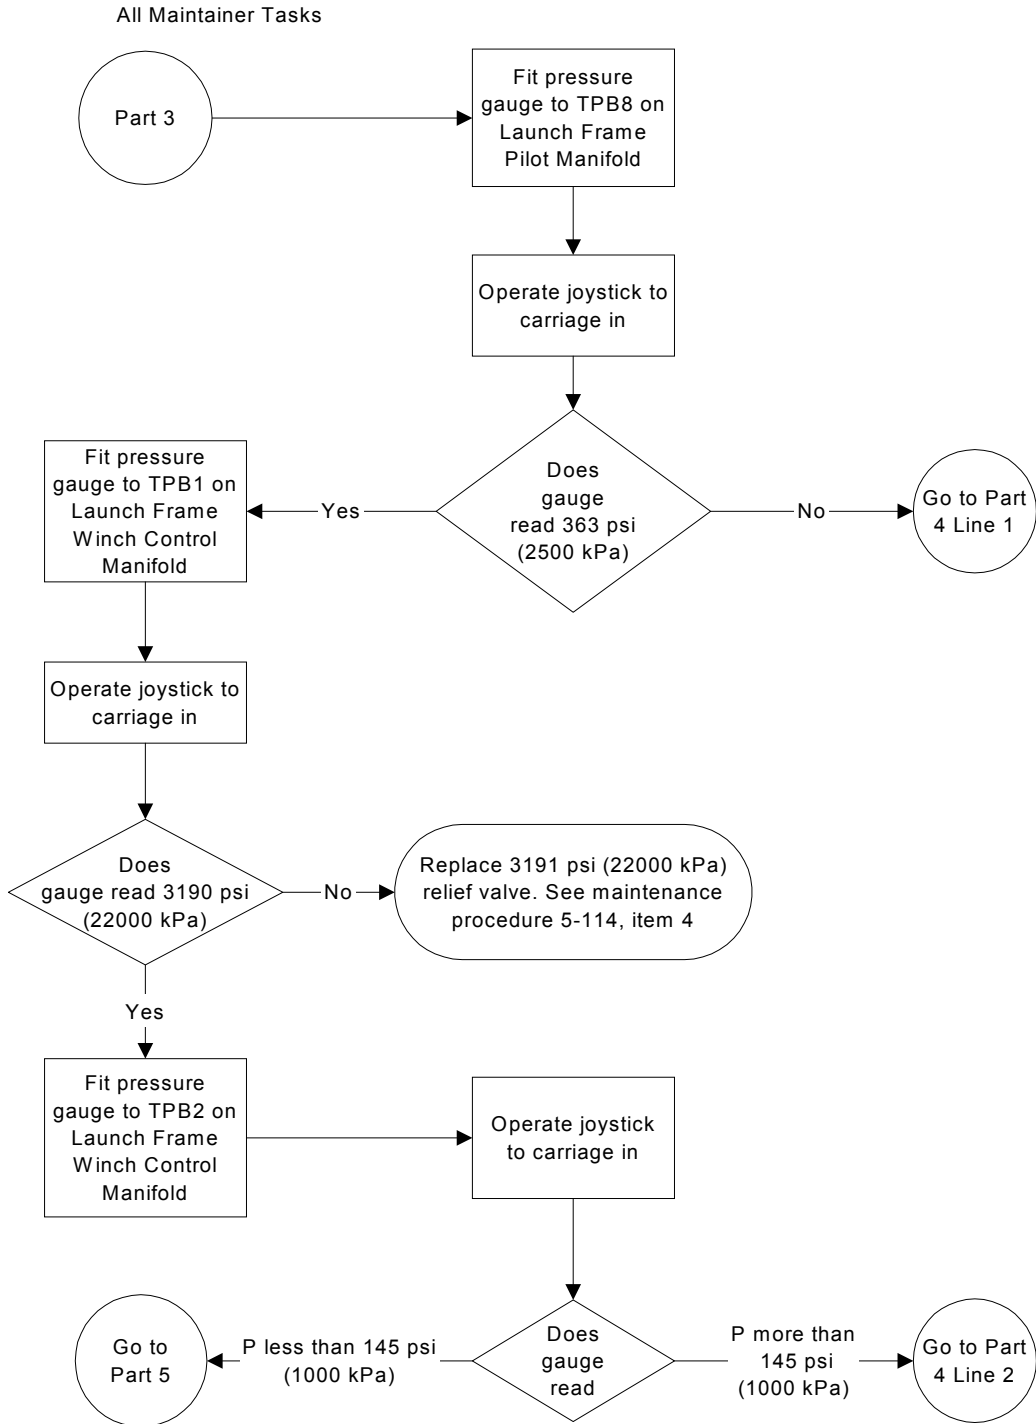 All Maintainer Tasks
Part 3
Fit pressure
gauge to TPB8 on
Launch Frame
Pilot Manifold
Operate joystick to
carriage in
Does
gauge
read 363 psi
(2500 kPa)
Yes
No
Go to Part
4 Line 1
Fit pressure
gauge to TPB1 on
Launch Frame
Winch Control
Manifold
Operate joystick to
carriage in
Does
gauge read 3190 psi
(22000 kPa)
No
Replace 3191 psi (22000 kPa)
relief valve. See maintenance
procedure 5-114, item 4
Yes
Fit pressure
gauge to TPB2 on
Launch Frame
Winch Control
Manifold
Operate joystick
to carriage in
Does
gauge
read
P less than 145 psi
(1000 kPa)
Go to
Part 5
P more than
145 psi
(1000 kPa)
Go to Part
4 Line 2